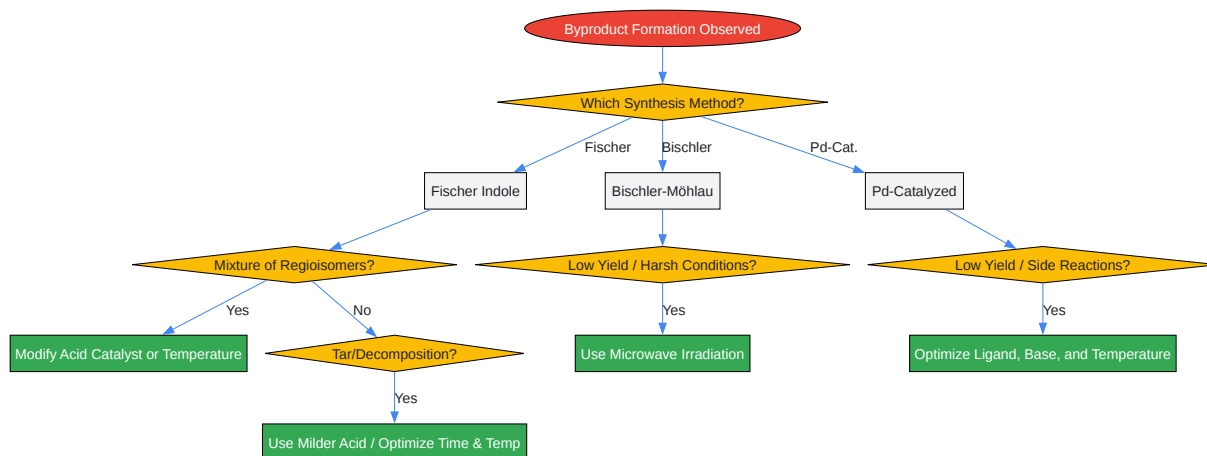 Byproduct Formation Observed
Which Synthesis Method?
Fischer
Bischler
Pd-Cat.
Fischer Indole
Bischler-Möhlau
Pd-Catalyzed
Mixture of Regioisomers?
Low Yield / Harsh Conditions?
Low Yield / Side Reactions?
Yes
No
Yes
Yes
Modify Acid Catalyst or Temperature
Tar/Decomposition?
Use Microwave Irradiation
Optimize Ligand, Base, and Temperature
Yes
Use Milder Acid / Optimize Time & Temp